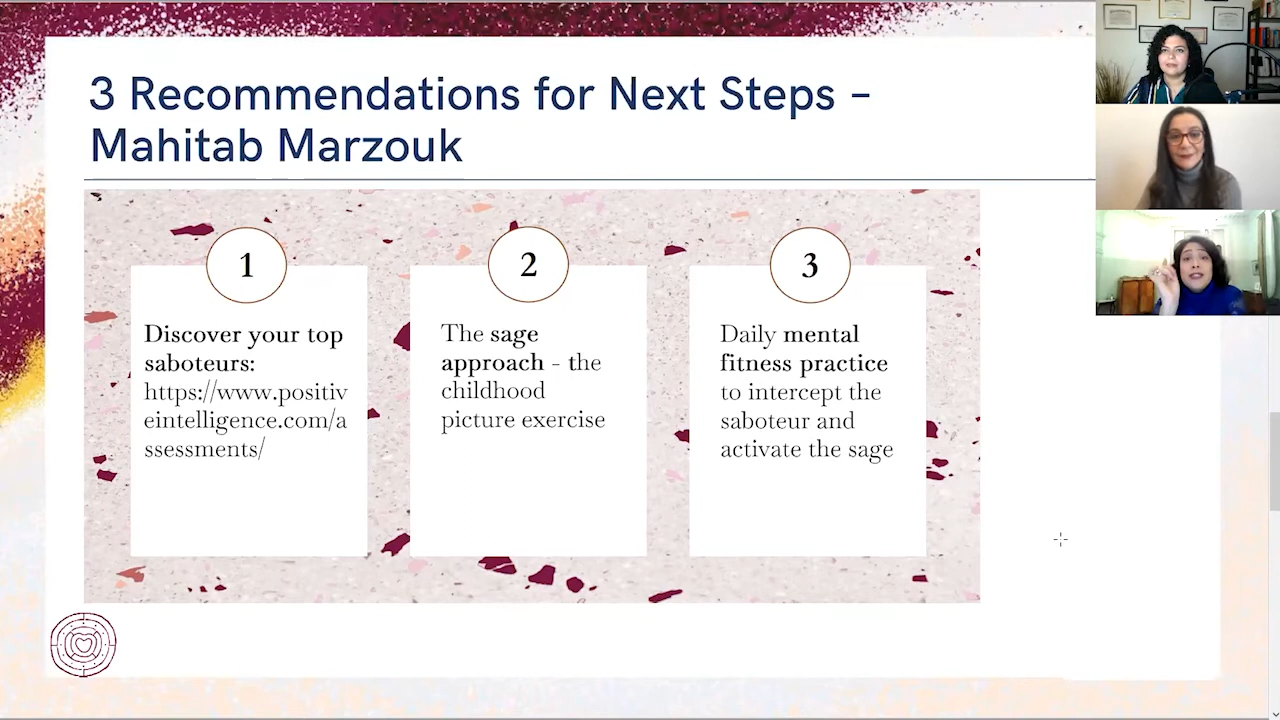 3 Recommendations for Next Steps –
Mahitab Marzouk
1
Discover your top
saboteurs:
https://www.positiv
eintelligence.com/a
ssessments/
2
The sage
approach - the
childhood
picture exercise
3
Daily mental
fitness practice
to intercept the
saboteur and
activate the sage